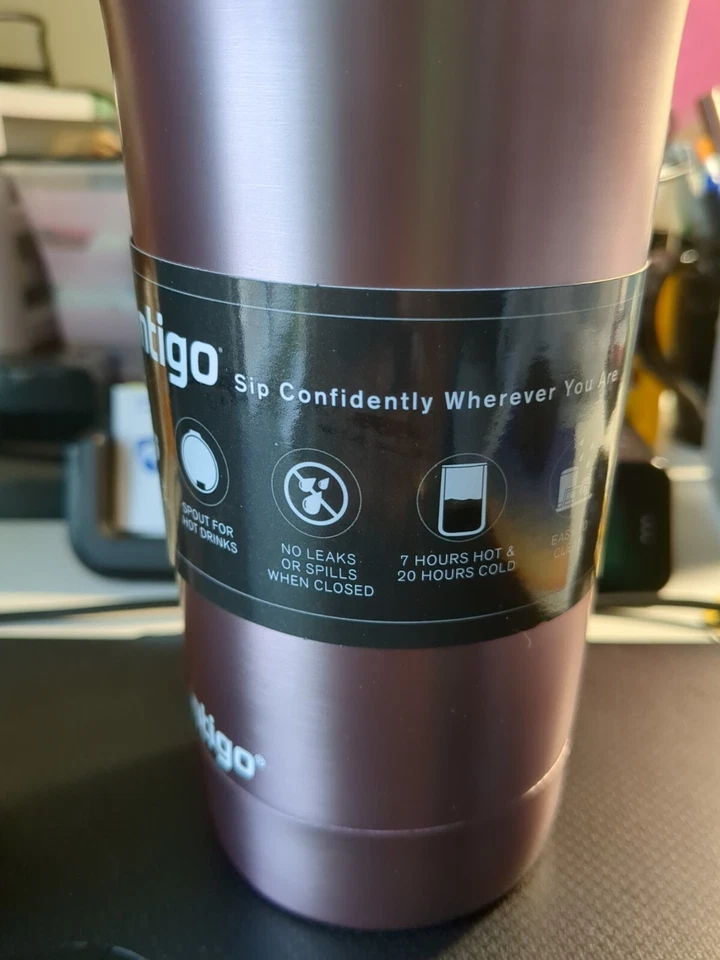 ntigo
Sip Confidently Wherever You Are
SPOUT FOR
HOT DRINKS
NO LEAKS
OR SPILLS
WHEN CLOSED
7 HOURS HOT &
20 HOURS COLD
ntigo®